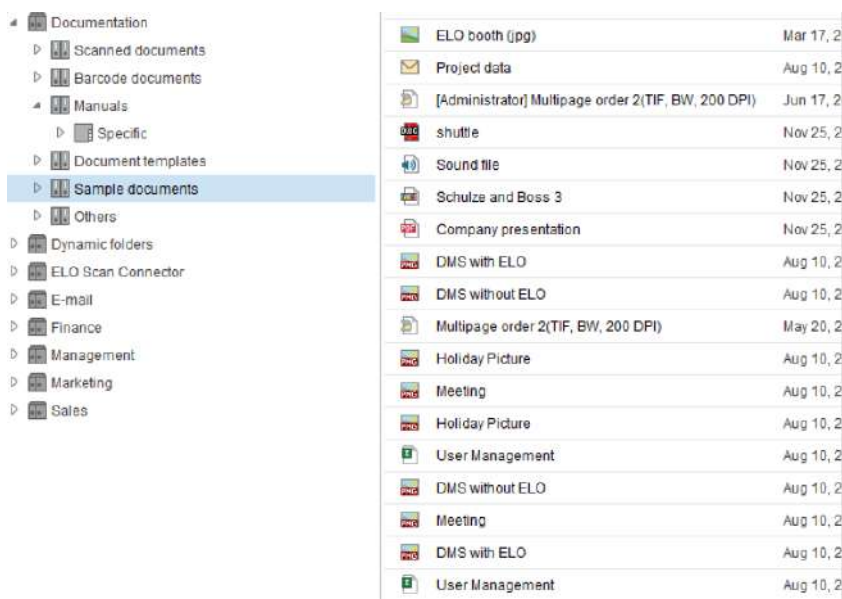 Documentation
Scanned documents
Barcode documents
Manuals
Specific
Document templates
Sample documents
Others
Dynamic folders
ELO Scan Connector
E-mail
Finance
Management
Marketing
Sales
ELO booth (jpg) Mar 17, 2
Project data Aug 10, 2
[Administrator] Multipage order 2(TIF, BW, 200 DPI) Jun 17, 2
shuttle Nov 25, 2
Sound file Nov 25, 2
Schulze and Boss 3 Nov 25, 2
Company presentation Nov 25, 2
DMS with ELO Aug 10, 2
DMS without ELO Aug 10, 2
Multipage order 2(TIF, BW, 200 DPI) May 20, 2
Holiday Picture Aug 10, 2
Meeting Aug 10, 2
Holiday Picture Aug 10, 2
User Management Aug 10, 2
DMS without ELO Aug 10, 2
Meeting Aug 10, 2
DMS with ELO Aug 10, 2
User Management Aug 10, 2